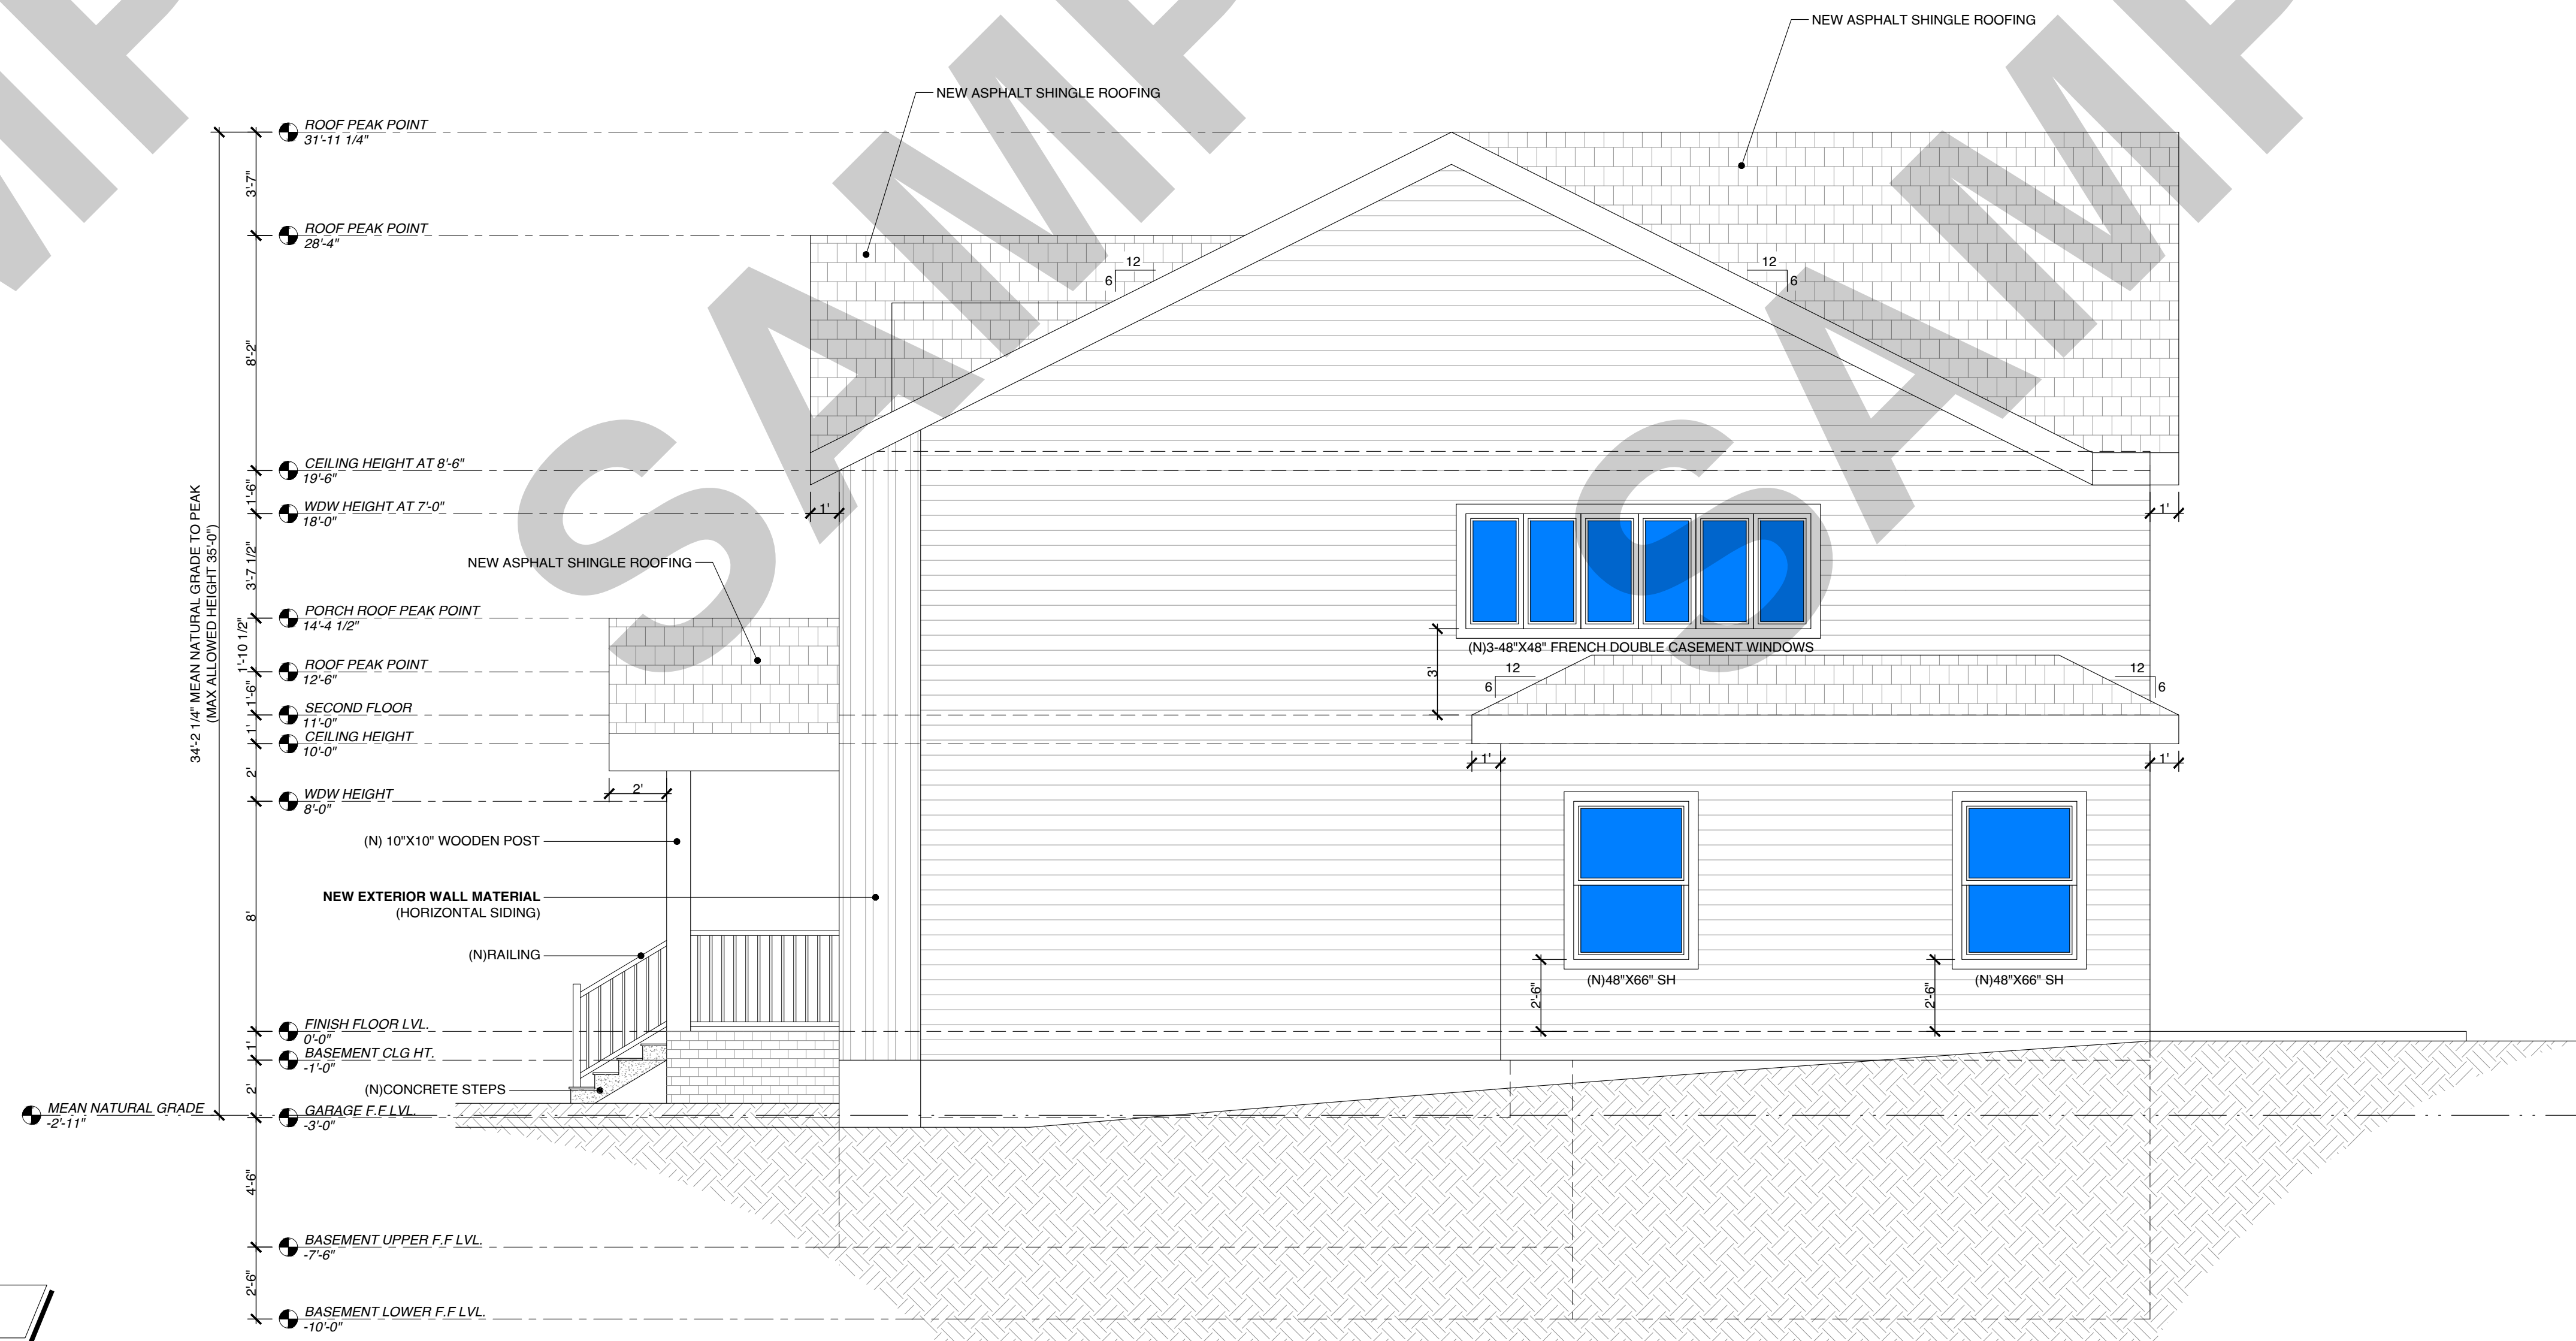 NEW ASPHALT SHINGLE ROOFING
NEW ASPHALT SHINGLE ROOFING
ROOF PEAK POINT
31'-11 1/4"
3'-7"
ROOF PEAK POINT
28'-4"
12
6
12
6
8'-2"
CEILING HEIGHT AT 8'-6"
19'-6"
1'-6"
WDW HEIGHT AT 7'-0"
18'-0"
1'
1'
34'-2 1/4" MEAN NATURAL GRADE TO PEAK
(MAX ALLOWED HEIGHT 35'-0")
3'-7 1/2"
NEW ASPHALT SHINGLE ROOFING
PORCH ROOF PEAK POINT
14'-4 1/2"
1'-10 1/2"
(N)3-48"X48" FRENCH DOUBLE CASEMENT WINDOWS
ROOF PEAK POINT
12'-6"
3'
12
6
12
6
1'-6"
SECOND FLOOR
11'-0"
1'
CEILING HEIGHT
10'-0"
1'
1'
2'
WDW HEIGHT
8'-0"
2'
(N) 10"X10" WOODEN POST
NEW EXTERIOR WALL MATERIAL
(HORIZONTAL SIDING)
8'
(N)RAILING
(N)48"X66" SH
(N)48"X66" SH
2'-6"
2'-6"
FINISH FLOOR LVL.
0'-0"
1'
BASEMENT CLG HT.
-1'-0"
2'
(N)CONCRETE STEPS
MEAN NATURAL GRADE
-2'-11"
GARAGE F.F LVL.
-3'-0"
4'-6"
BASEMENT UPPER F.F LVL.
-7'-6"
2'-6"
BASEMENT LOWER F.F LVL.
-10'-0"
MP
SAMP
SAMP